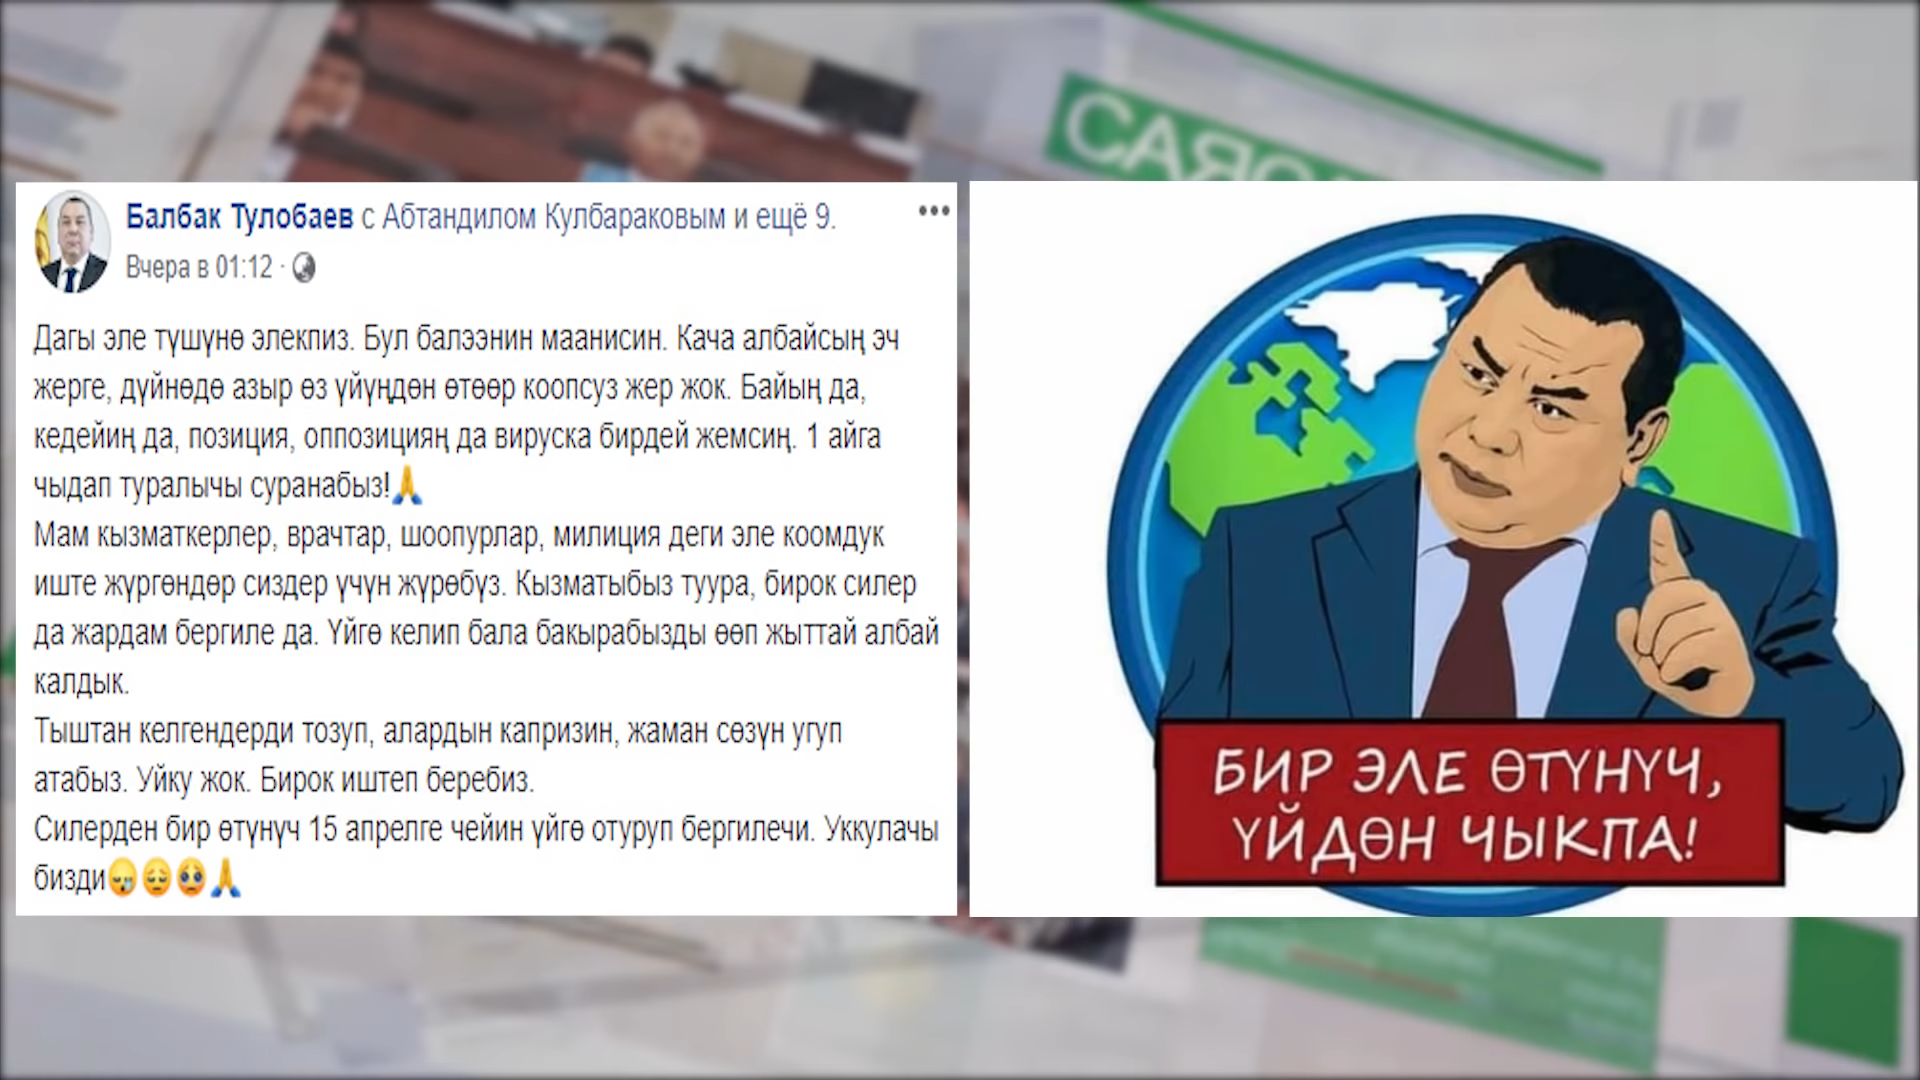 САЯС
Балбак Тулобаев с Абтандилом Кулбараковым и ещё 9.
Вчера в 01:12 ·
Дагы эле түшүнө элекпиз. Бул балээнин маанисин. Кача албайсың эч
жерге, дүйнөдө азыр өз үйүңдөн өтөөр коопсуз жер жок. Байың да,
кедейиң да, позиция, оппозицияң да вируска бирдей жемсиң. 1 айга
чыдап туралычы суранабыз!🙏
Мам кызматкерлер, врачтар, шоопурлар, милиция деги эле коомдук
иште жүргөндөр сиздер үчүн жүрөбүз. Кызматыбыз туура, бирок силер
да жардам бергиле да. Үйгө келип бала бакырабызды өөп жыттай албай
калдык.
Тыштан келгендерди тозуп, алардын капризин, жаман сөзүн угуп
атабыз. Уйку жок. Бирок иштеп беребиз.
Силерден бир өтүнүч 15 апрелге чейин үйгө отуруп бергилечи. Уккулачы
бизди😪😔🥺🙏
БИР ЭЛЕ ӨТҮНҮЧ,
ҮЙДӨН ЧЫКПА!